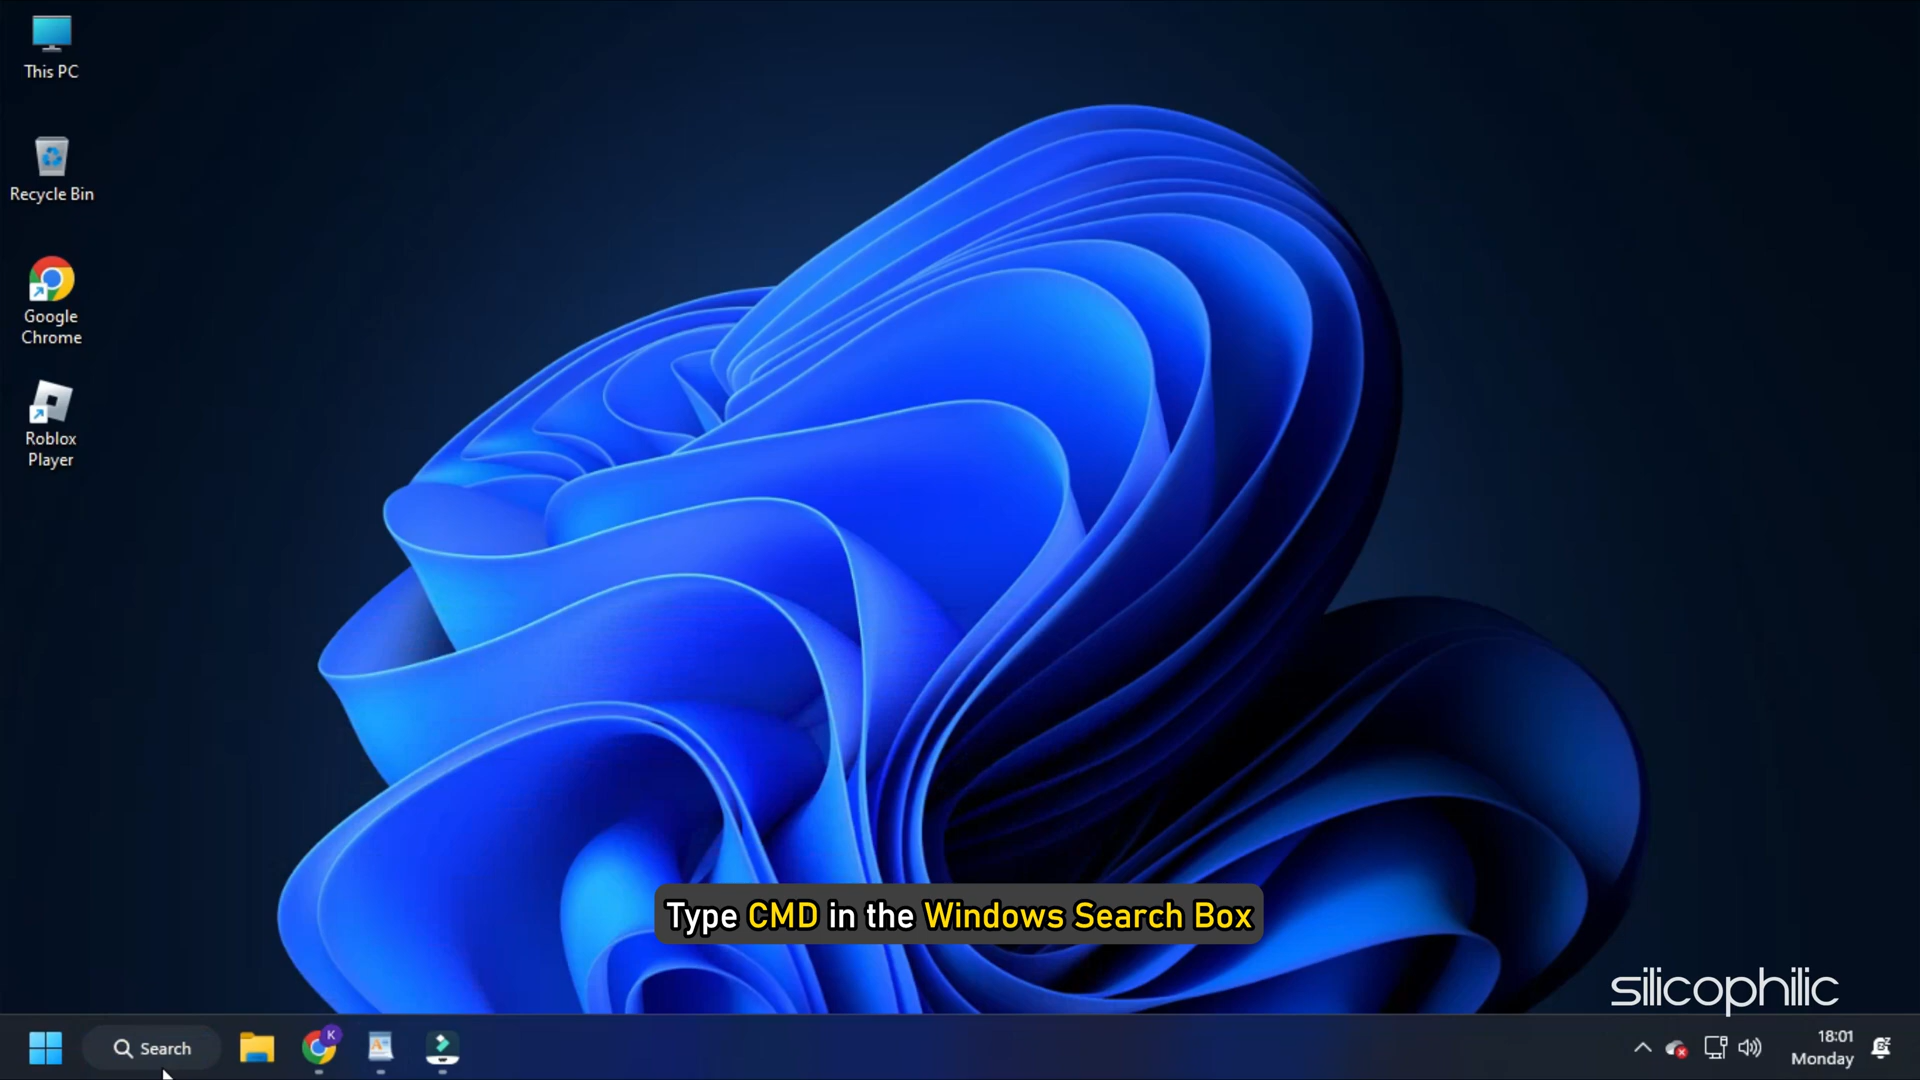 This PC
Recycle Bin
Google
Chrome
Roblox
Player
Type CMD in the Windows Search Box
silicophilic
Search
K
18:01
Monday